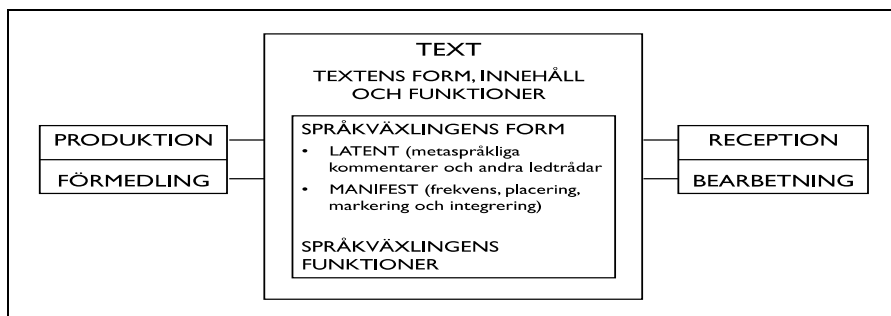 TEXT
TEXTENS FORM, INNEHÅLL
OCH FUNKTIONER
PRODUKTION
FÖRMEDLING
SPRÅKVÄXLINGENS FORM
• LATENT (metaspråkliga
kommentarer och andra ledtrådar
• MANIFEST (frekvens, placering,
markering och integrering)
SPRÅKVÄXLINGENS
FUNKTIONER
RECEPTION
BEARBETNING